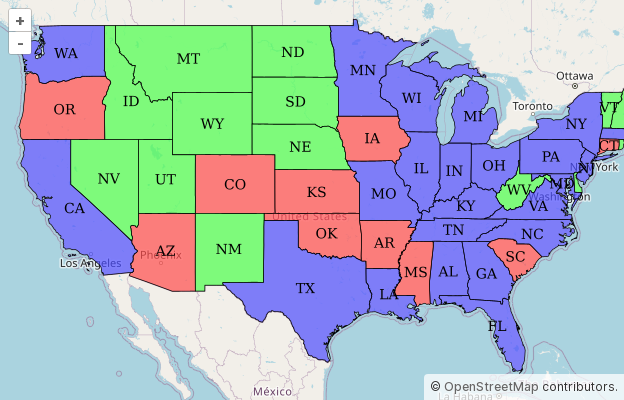 +
-
WA
MT
ND
MN
Ottawa
OR
ID
SD
WI
MI
Toronto
VT
WY
NY
NE
IA
CT
NV
UT
CO
IL
IN
OH
PA
NJ
York
KS
MO
WV
MD
CA
KY
VA
Washington
United States
AZ
NM
OK
AR
TN
NC
Los Angeles
Phoenix
MS
AL
GA
SC
TX
LA
FL
México
La Habana
© OpenStreetMap contributors.